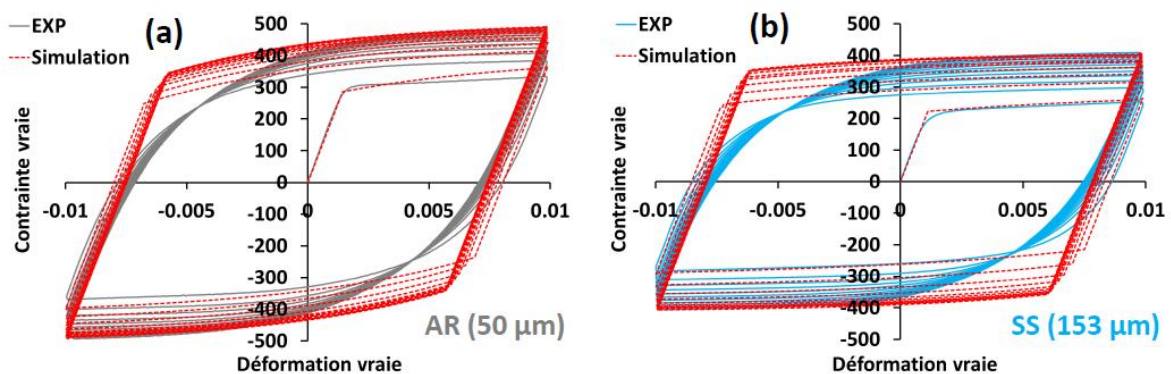 EXP
Simulation
(a)
500
400
300
200
100
0
-100
-200
-300
-400
-500
-0.01 -0.005 0 0.005 0.01
Contrainte vraie
Déformation vraie
AR (50 µm)
EXP
Simulation
(b)
500
400
300
200
100
0
-100
-200
-300
-400
-500
-0.01 -0.005 0 0.005 0.01
Contrainte vraie
Déformation vraie
SS (153 µm)